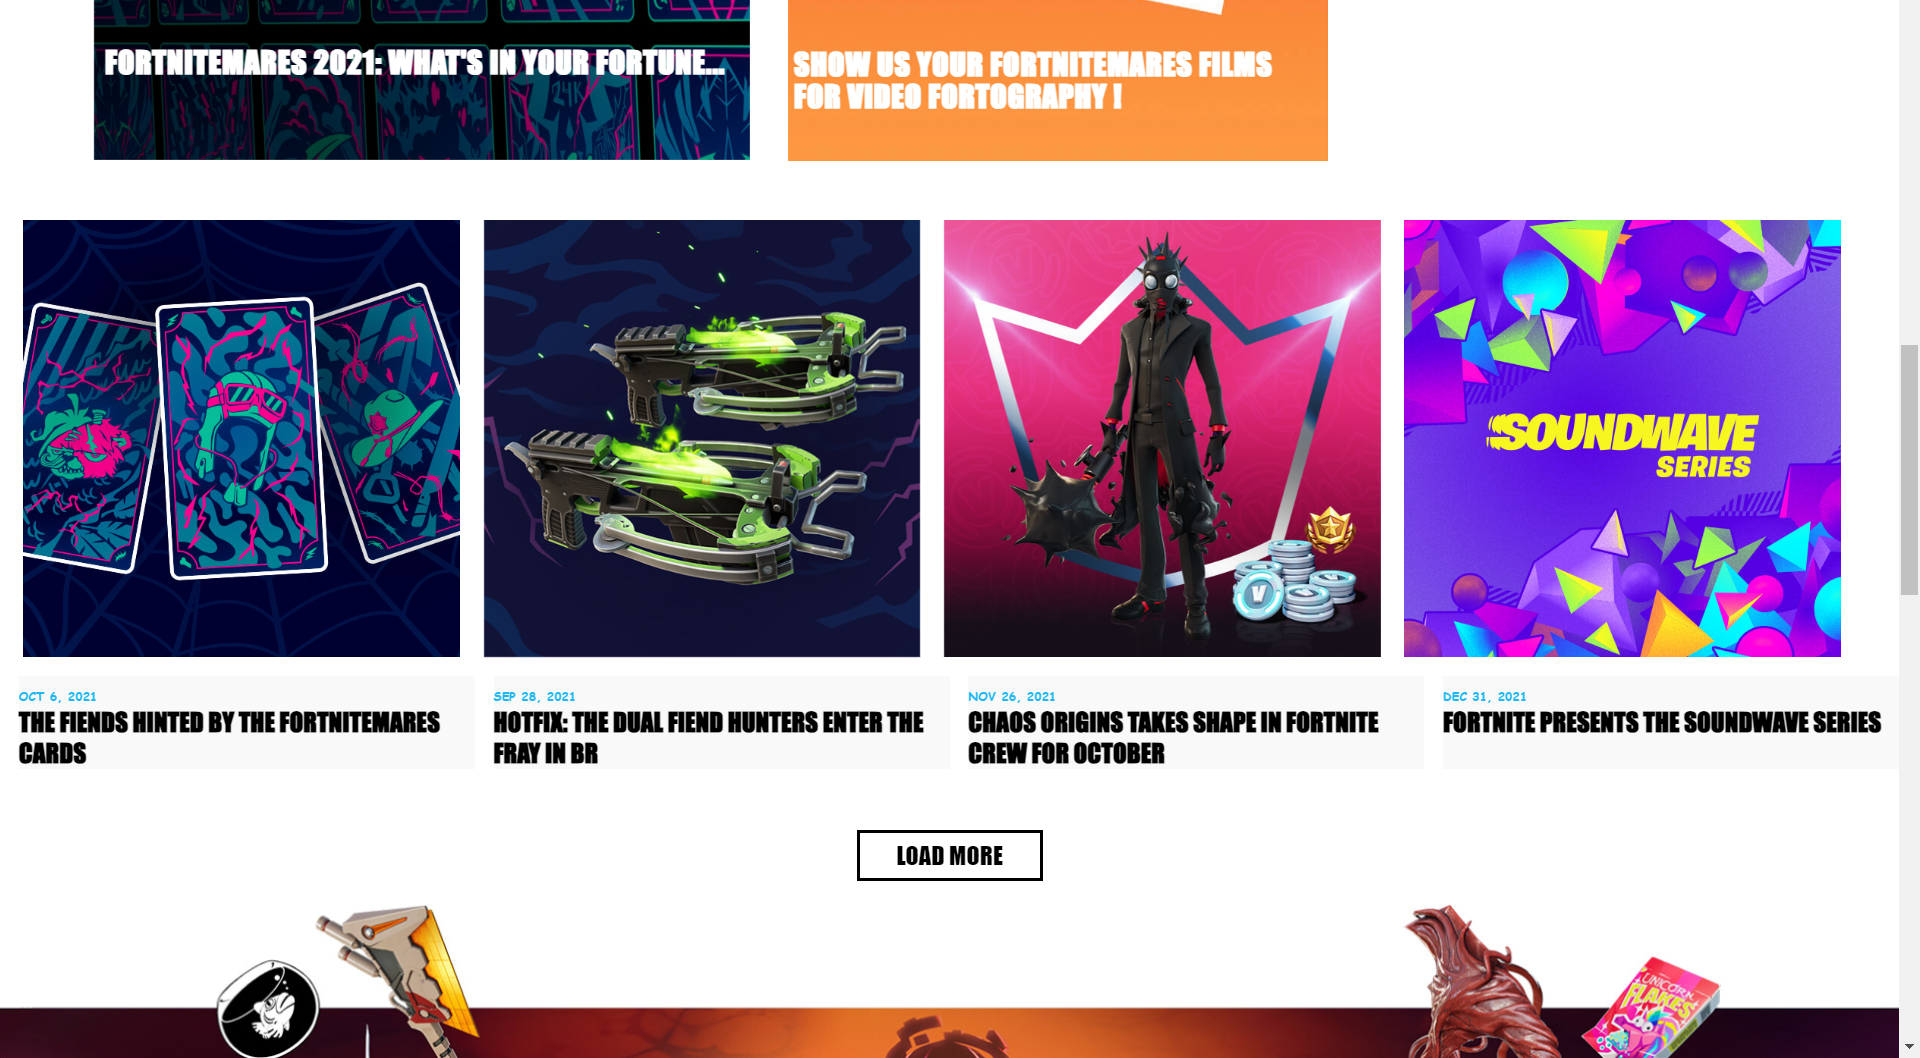 FORTNITEMARES 2021: WHAT'S IN YOUR FORTUNE...
SHOW US YOUR FORTNITEMARES FILMS
FOR VIDEO FORTOGRAPHY !
24K
SOUNDWAVE
SERIES
V
OCT 6, 2021
THE FIENDS HINTED BY THE FORTNITEMARES
CARDS
SEP 28, 2021
HOTFIX: THE DUAL FIEND HUNTERS ENTER THE
FRAY IN BR
NOV 26, 2021
CHAOS ORIGINS TAKES SHAPE IN FORTNITE
CREW FOR OCTOBER
DEC 31, 2021
FORTNITE PRESENTS THE SOUNDWAVE SERIES
LOAD MORE
UNICORN
FLAKES